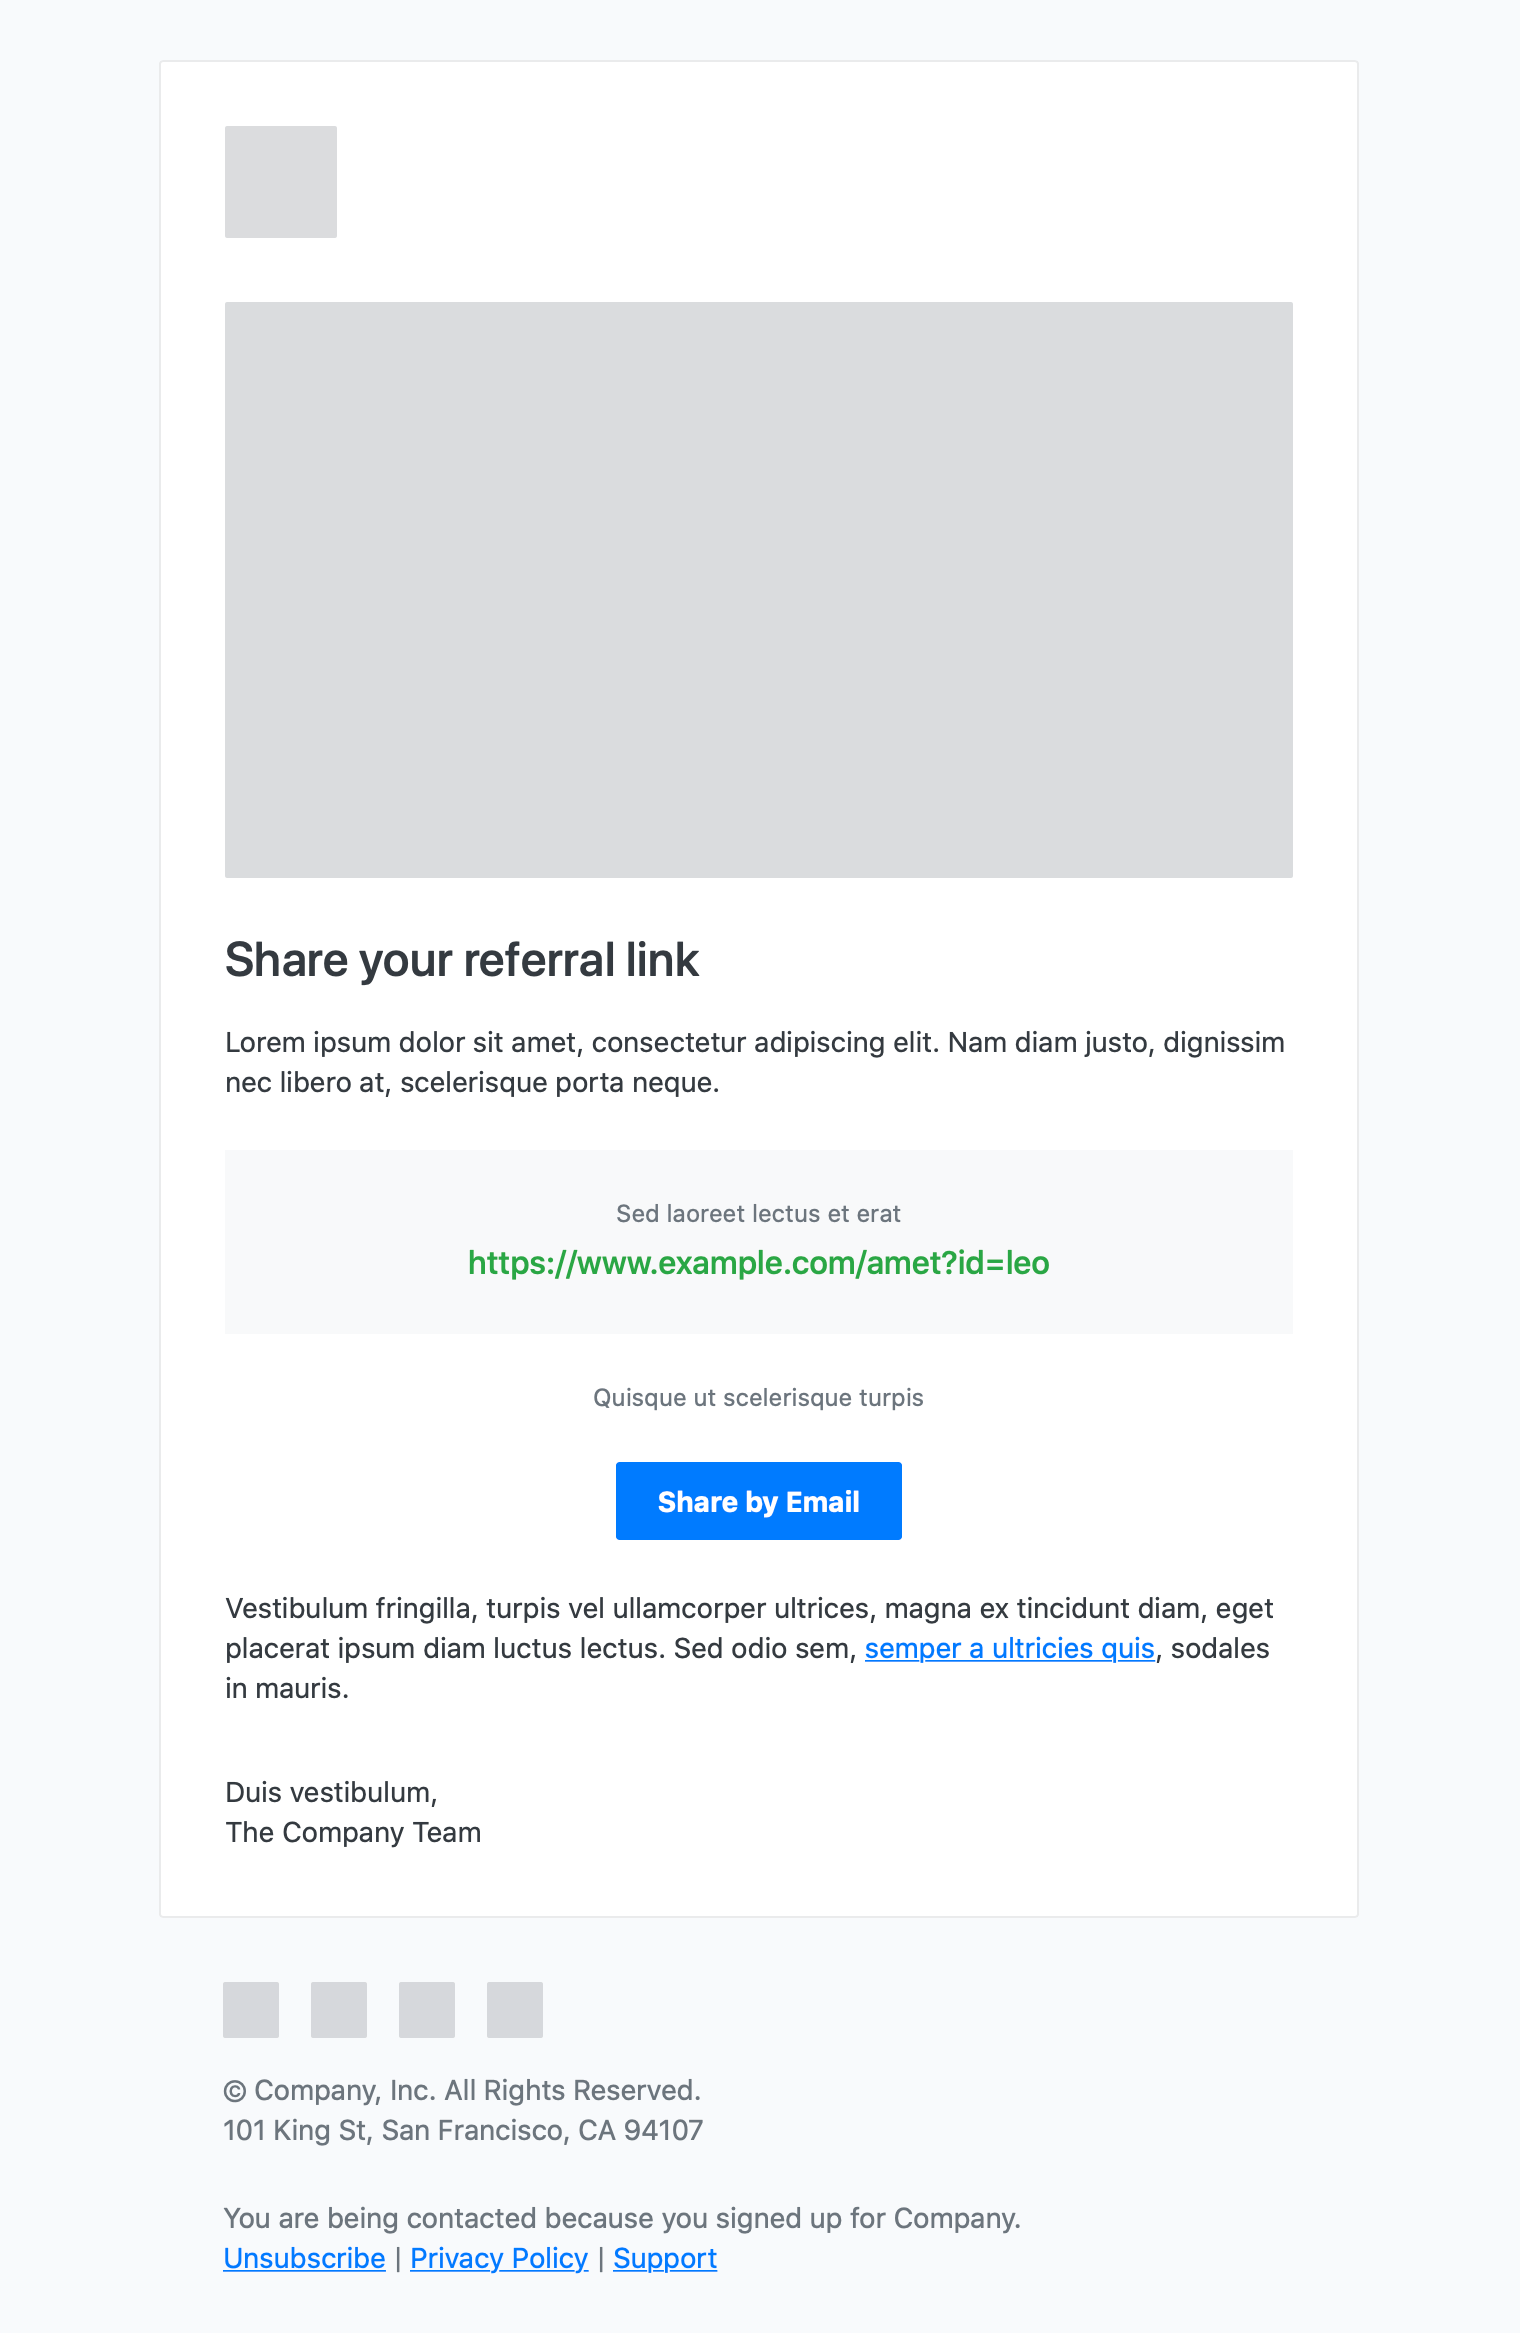 Share your referral link
Lorem ipsum dolor sit amet, consectetur adipiscing elit. Nam diam justo, dignissim
nec libero at, scelerisque porta neque.
Sed laoreet lectus et erat
https://www.example.com/amet?id=leo
Quisque ut scelerisque turpis
Share by Email
Vestibulum fringilla, turpis vel ullamcorper ultrices, magna ex tincidunt diam, eget
placerat ipsum diam luctus lectus. Sed odio sem, semper a ultricies quis, sodales
in mauris.
Duis vestibulum,
The Company Team
© Company, Inc. All Rights Reserved.
101 King St, San Francisco, CA 94107
You are being contacted because you signed up for Company.
Unsubscribe | Privacy Policy | Support